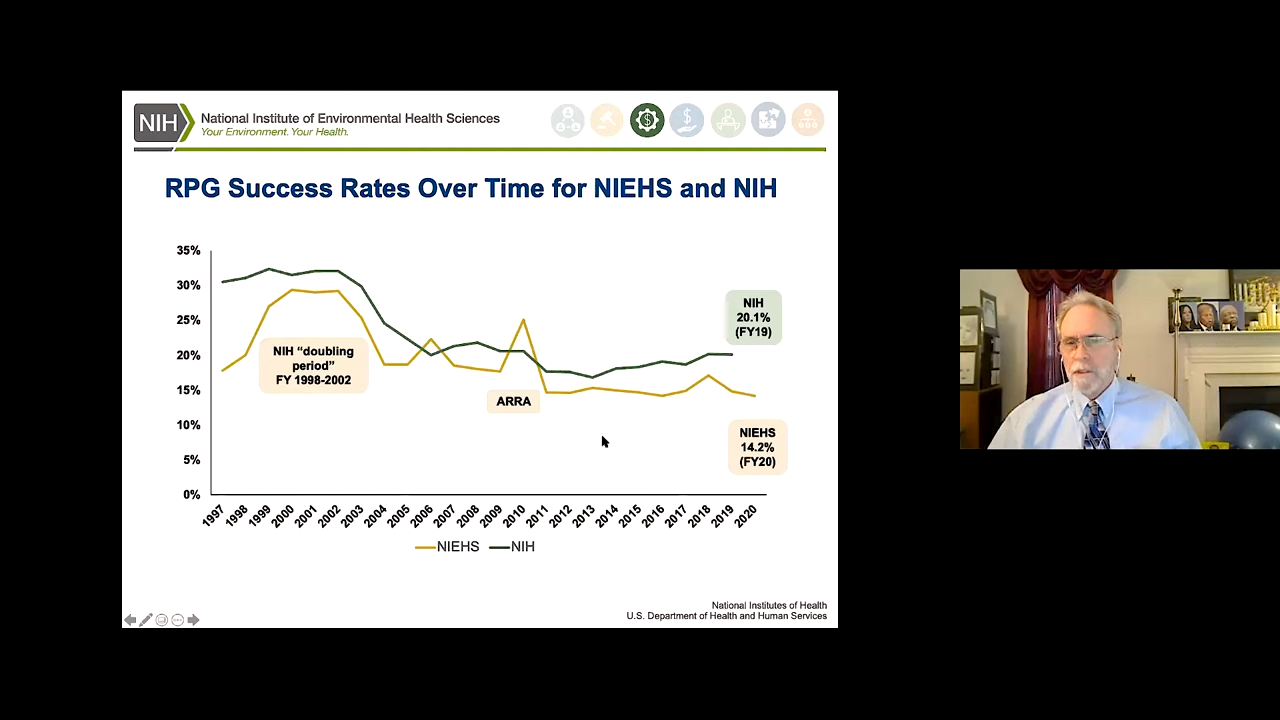 NIH
National Institute of Environmental Health Sciences
Your Environment. Your Health.
RPG Success Rates Over Time for NIEHS and NIH
35%
30%
25%
20%
15%
10%
5%
0%
NIH “doubling
period”
FY 1998-2002
ARRA
NIH
20.1%
(FY19)
NIEHS
14.2%
(FY20)
1997
1998
1999
2000
2001
2002
2003
2004
2005
2006
2007
2008
2009
2010
2011
2012
2013
2014
2015
2016
2017
2018
2019
2020
NIEHS
NIH
National Institutes of Health
U.S. Department of Health and Human Services